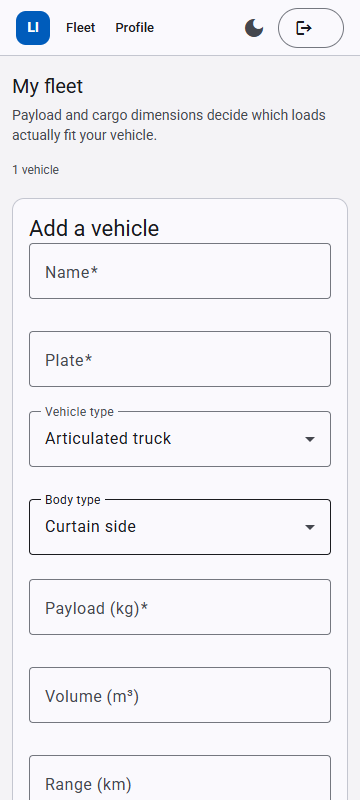 LI
Fleet
Profile
My fleet
Payload and cargo dimensions decide which loads
actually fit your vehicle.
1 vehicle
Add a vehicle
Name*
Plate*
Vehicle type
Articulated truck
Body type
Curtain side
Payload (kg)*
Volume (m³)
Range (km)